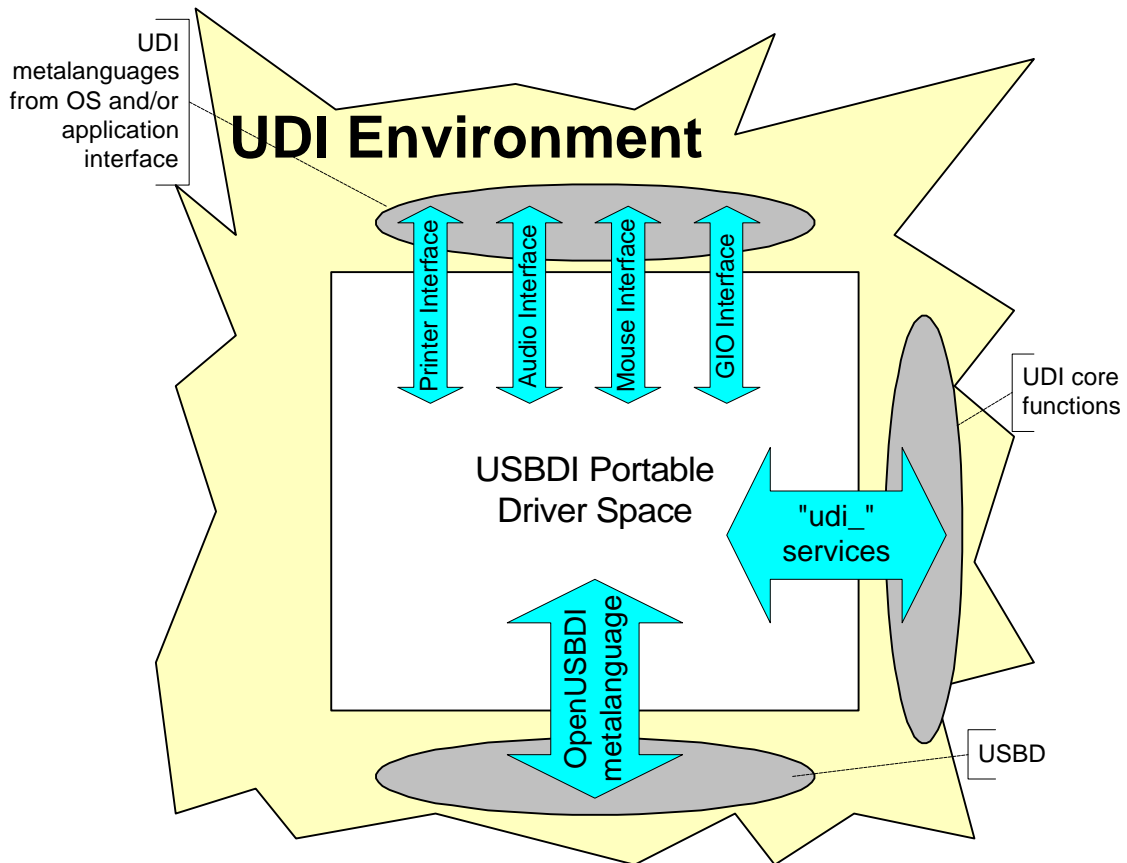 UDI
metalanguages
from OS and/or
application
interface
UDI Environment
Printer Interface
Audio Interface
Mouse Interface
GIO Interface
UDI core
functions
USBDI Portable
Driver Space
"udi_"
services
OpenUSBDI
metalanguage
USBD